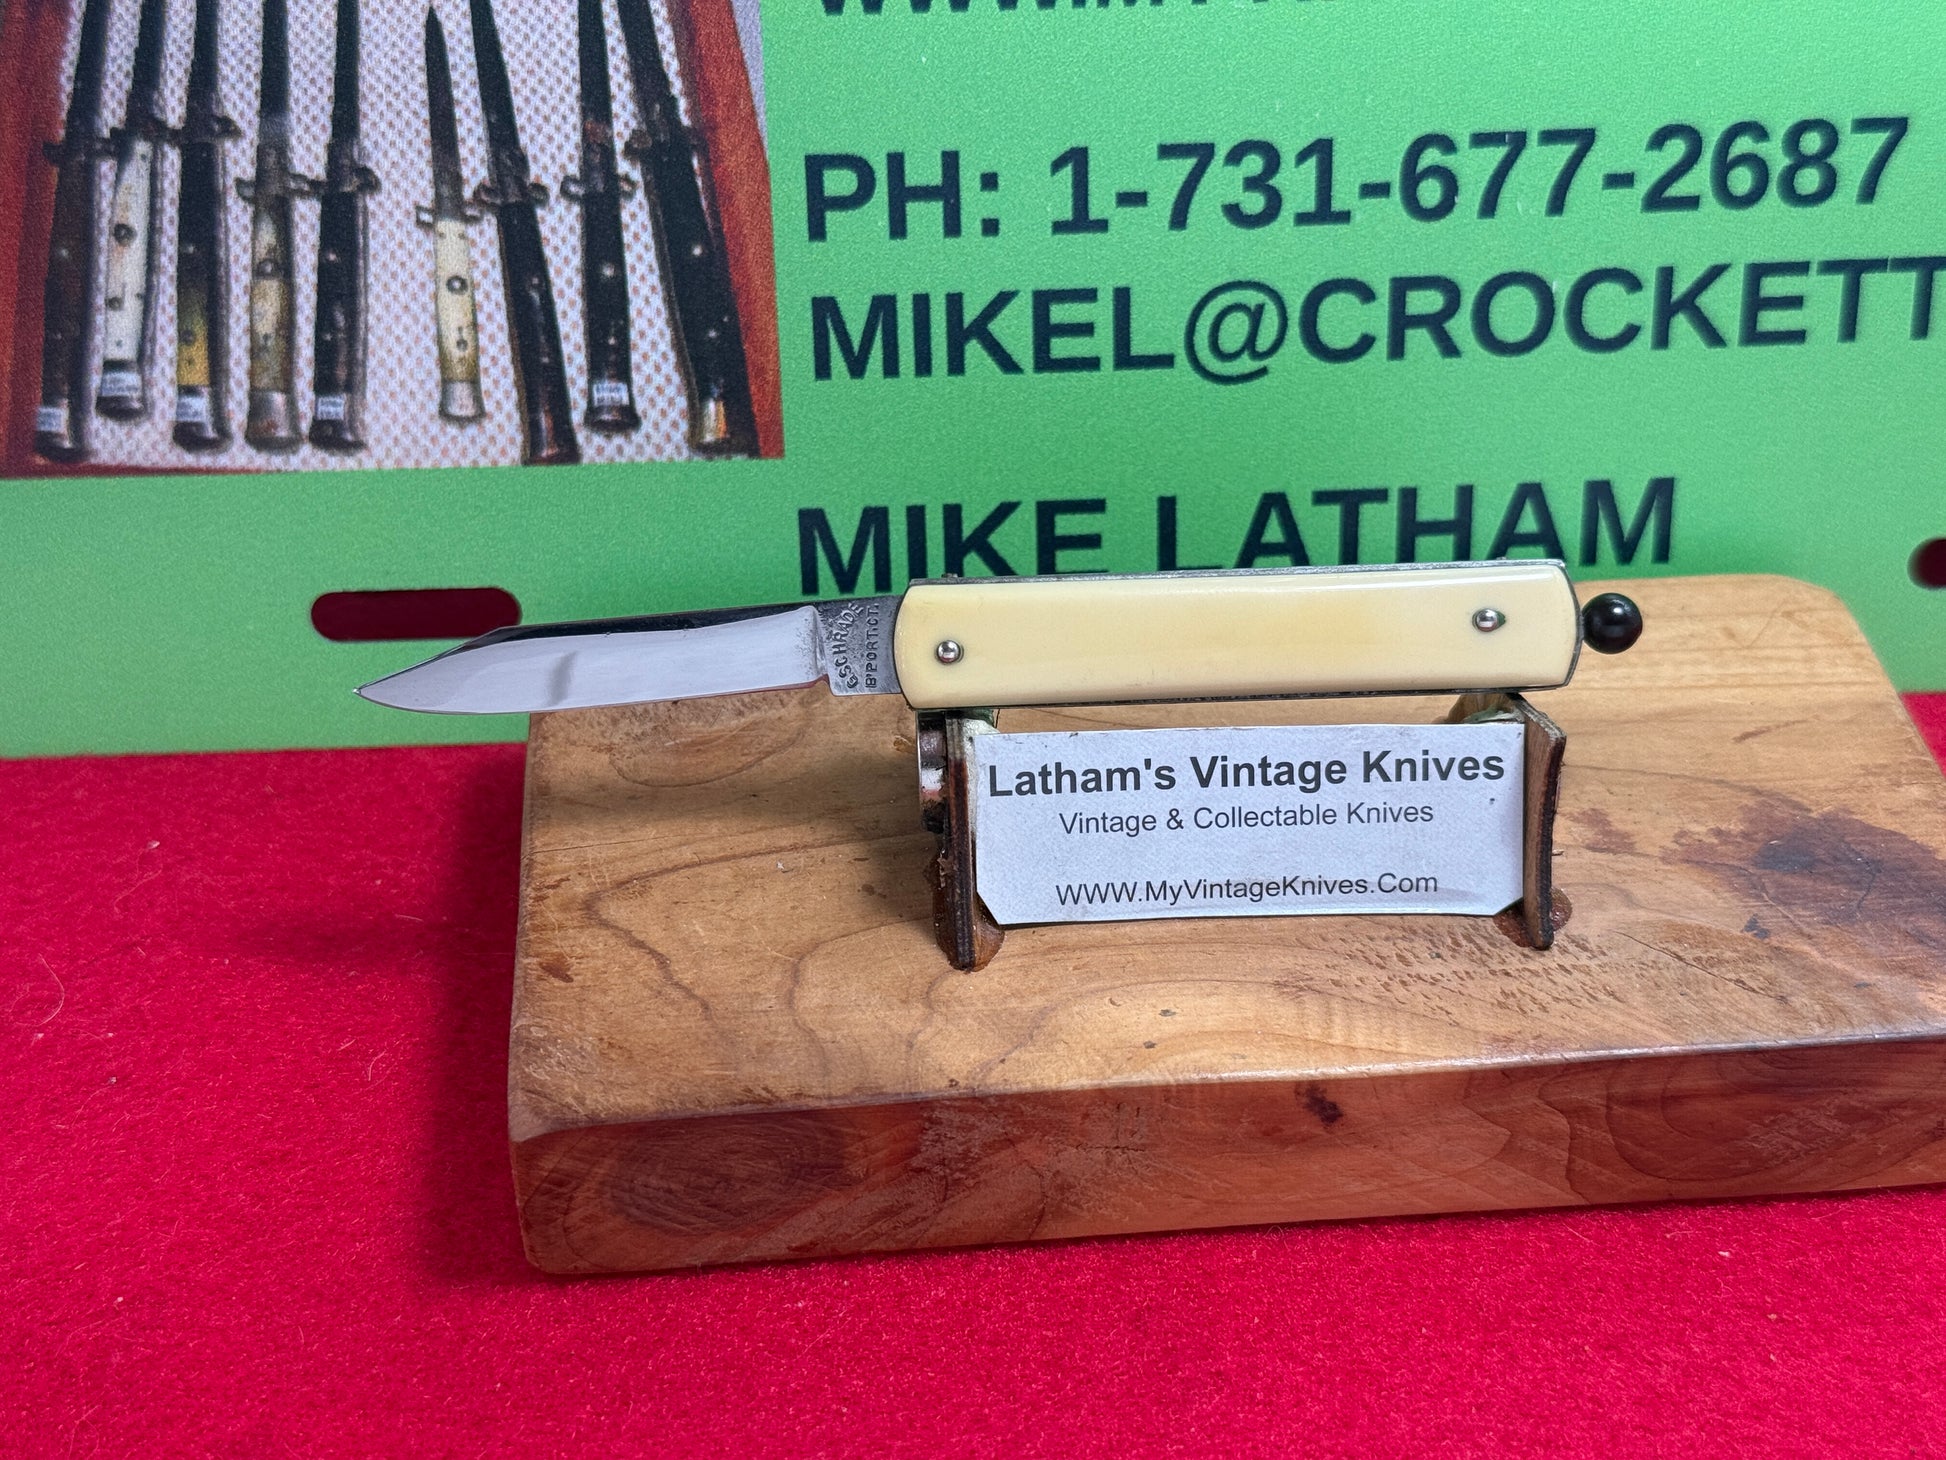 PH: 1-731-677-2687
MIKEL@CROCKETT
MIKE LATHAM
SCHRADE
B'PORT.CT.
Latham's Vintage Knives
Vintage & Collectable Knives
WWW.MyVintageKnives.Com